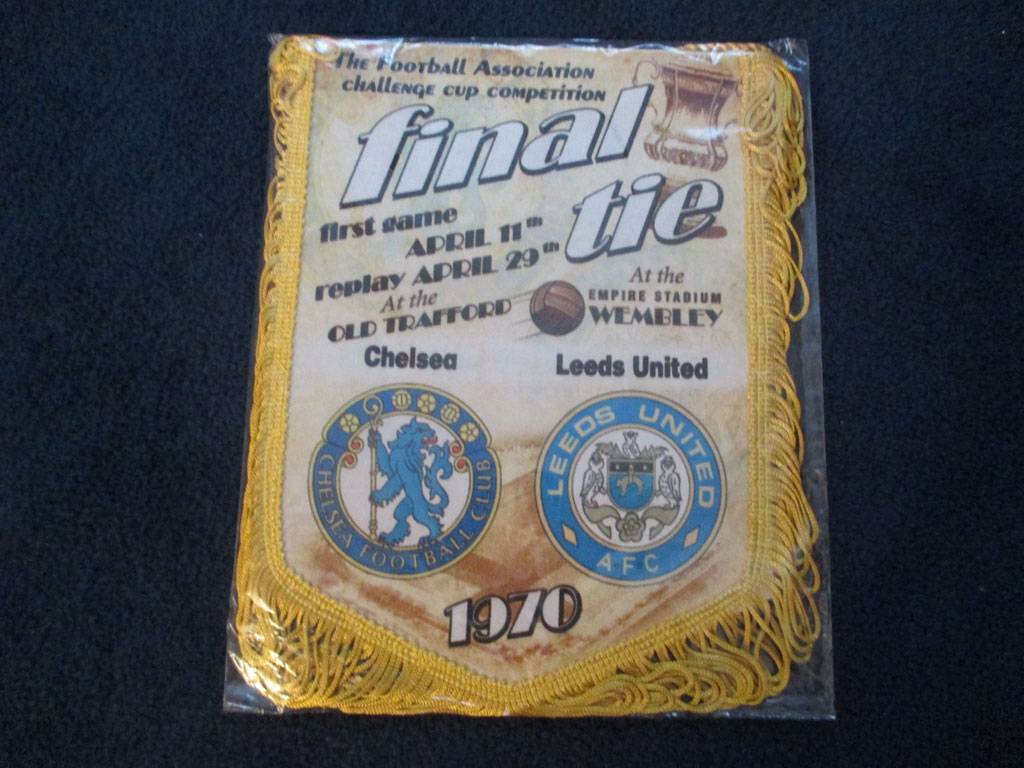 The Football Association
challenge cup competition
final
tie
first game
APRIL 11th
replay APRIL 29th
At the
OLD TRAFFORD
At the
EMPIRE STADIUM
WEMBLEY
Chelsea
Leeds United
CHELSEA FOOTBALL CLUB
LEEDS UNITED
AFC
1970